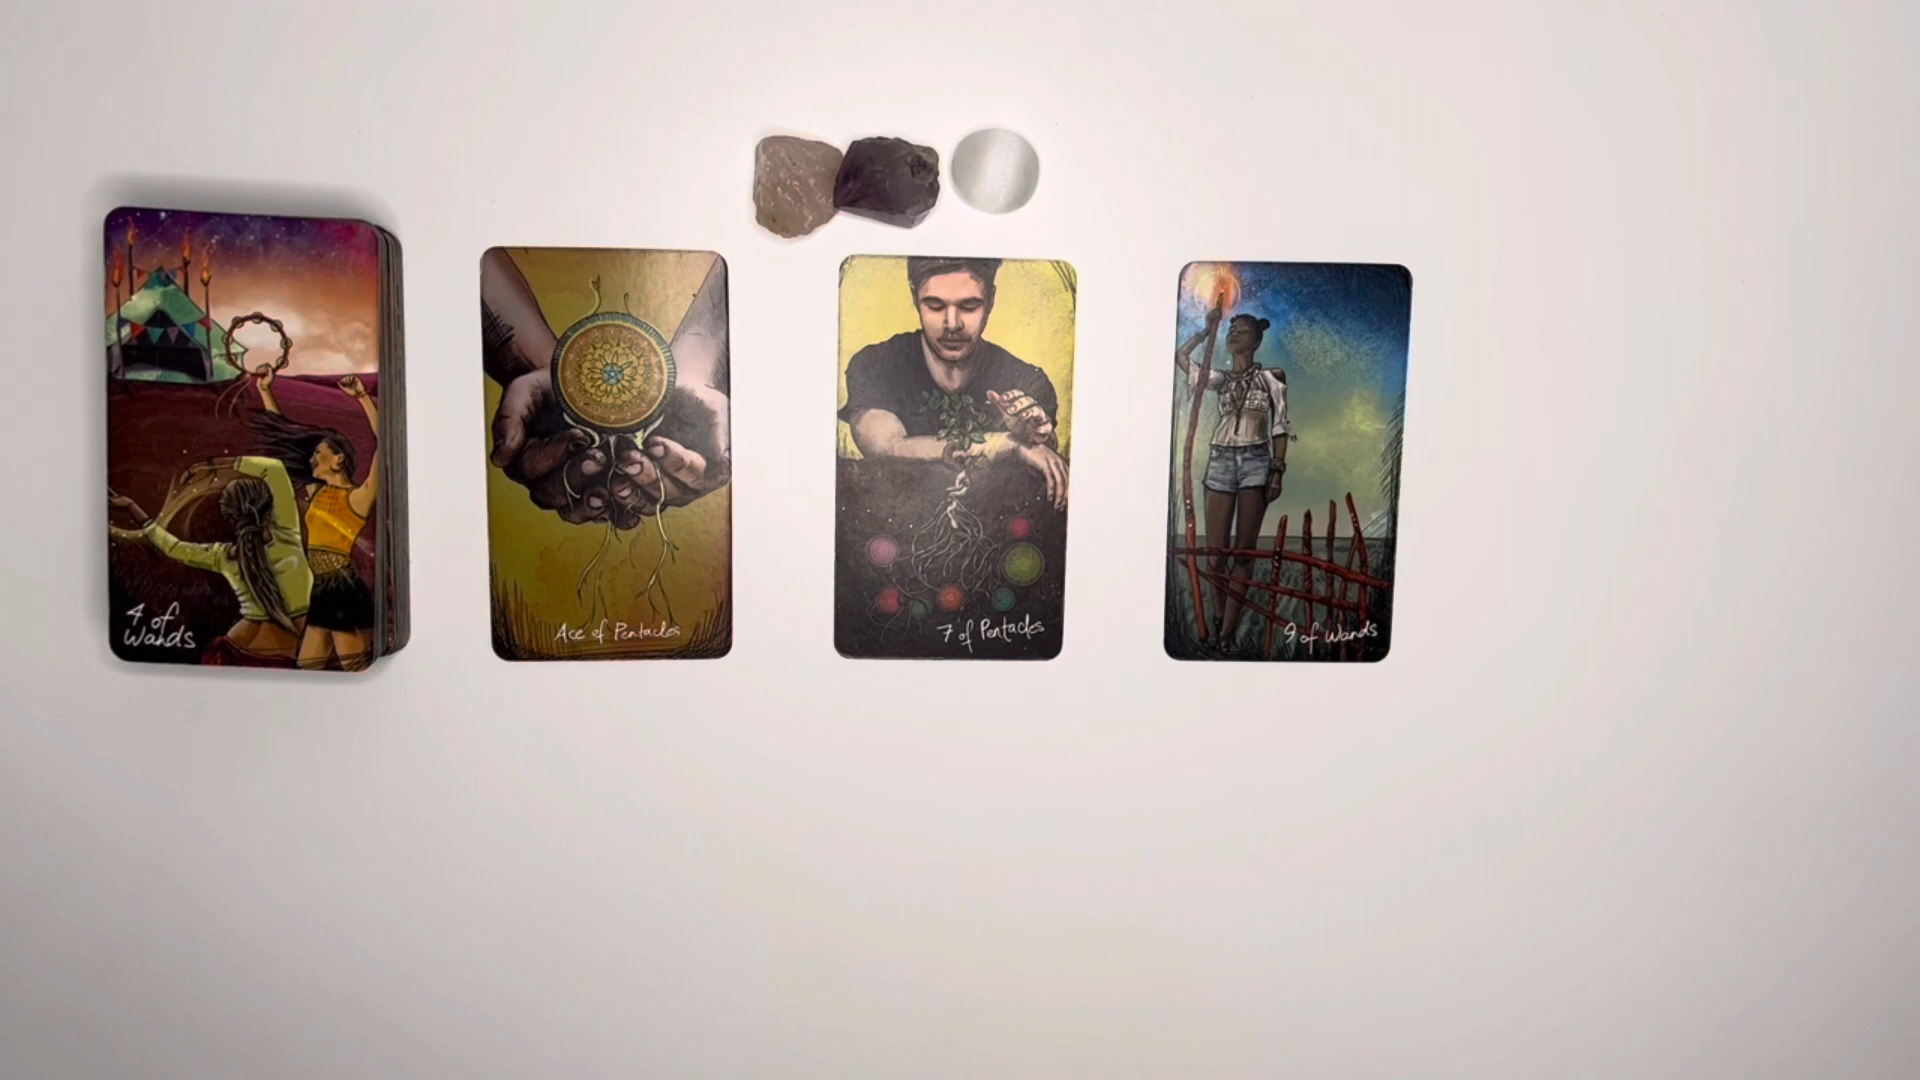 4 of
Wands
Ace of Pentacles
7 of Pentacles
9 of Wands